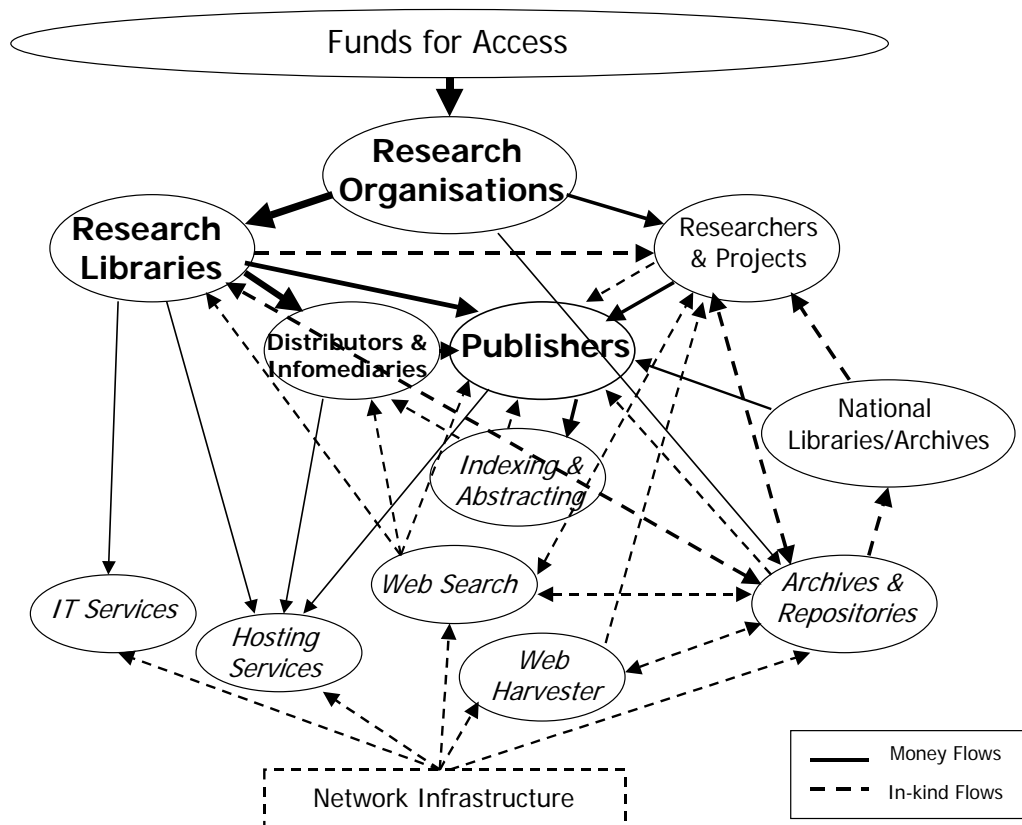 Funds for Access
Research
Organisations
Research
Libraries
Researchers
& Projects
Distributors &
Infomediaries
Publishers
National
Libraries/Archives
Indexing &
Abstracting
Web Search
Archives &
Repositories
IT Services
Hosting
Services
Web
Harvester
Money Flows
In-kind Flows
Network Infrastructure